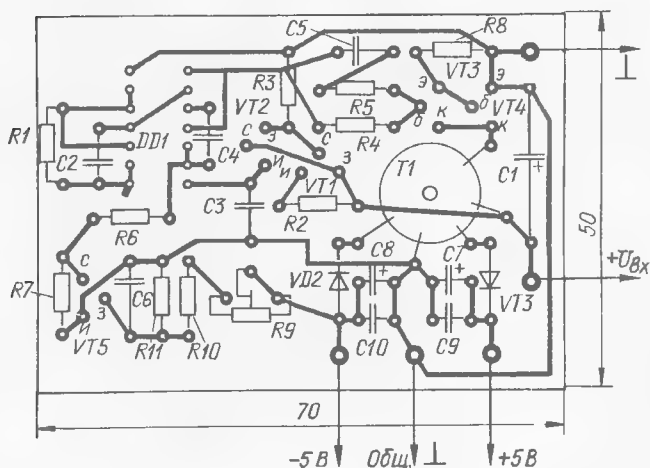 C5
R8
⊥
R3
VT3
Э
Э
VT2
R5
б
б
VT4
R1
C2
DD1
C4
З
С
R4
К
К
С
И
И
З
T1
C1
+
VT1
R6
C3
R2
50
+Uвх
C8
C7
С
+
+
R7
VD2
VT3
C6
И
З
R9
VT5
R11
R10
C10
C9
70
-5 В
Общ. ⊥
+5 В